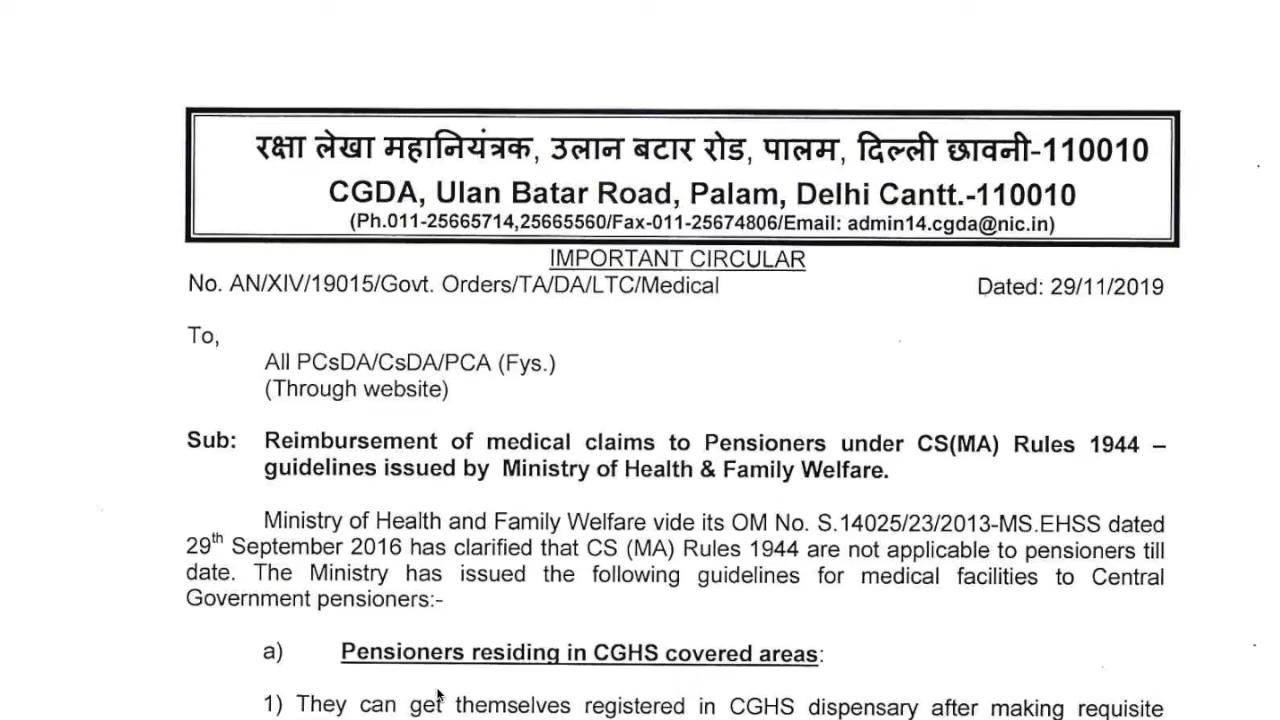 रक्षा लेखा महानियंत्रक, उलान बटार रोड, पालम, दिल्ली छावनी-110010
CGDA, Ulan Batar Road, Palam, Delhi Cantt.-110010
(Ph.011-25665714,25665560/Fax-011-25674806/Email: admin14.cgda@nic.in)
IMPORTANT CIRCULAR
No. AN/XIV/19015/Govt. Orders/TA/DA/LTC/Medical Dated: 29/11/2019
To,
All PCsDA/CsDA/PCA (Fys.)
(Through website)
Sub: Reimbursement of medical claims to Pensioners under CS(MA) Rules 1944 –
guidelines issued by Ministry of Health & Family Welfare.
Ministry of Health and Family Welfare vide its OM No. S.14025/23/2013-MS.EHSS dated
29th September 2016 has clarified that CS (MA) Rules 1944 are not applicable to pensioners till
date. The Ministry has issued the following guidelines for medical facilities to Central
Government pensioners:-
a) Pensioners residing in CGHS covered areas:
1) They can get themselves registered in CGHS dispensary after making requisite